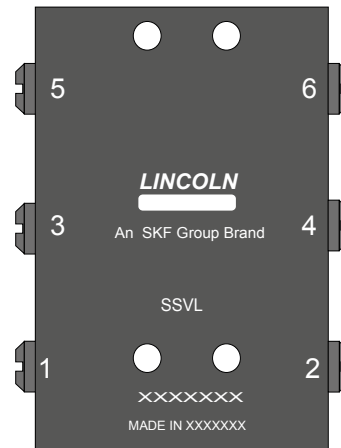 5 6
LINCOLN
3 An SKF Group Brand 4
SSVL
1 2
XXXXXXX
MADE IN XXXXXXX